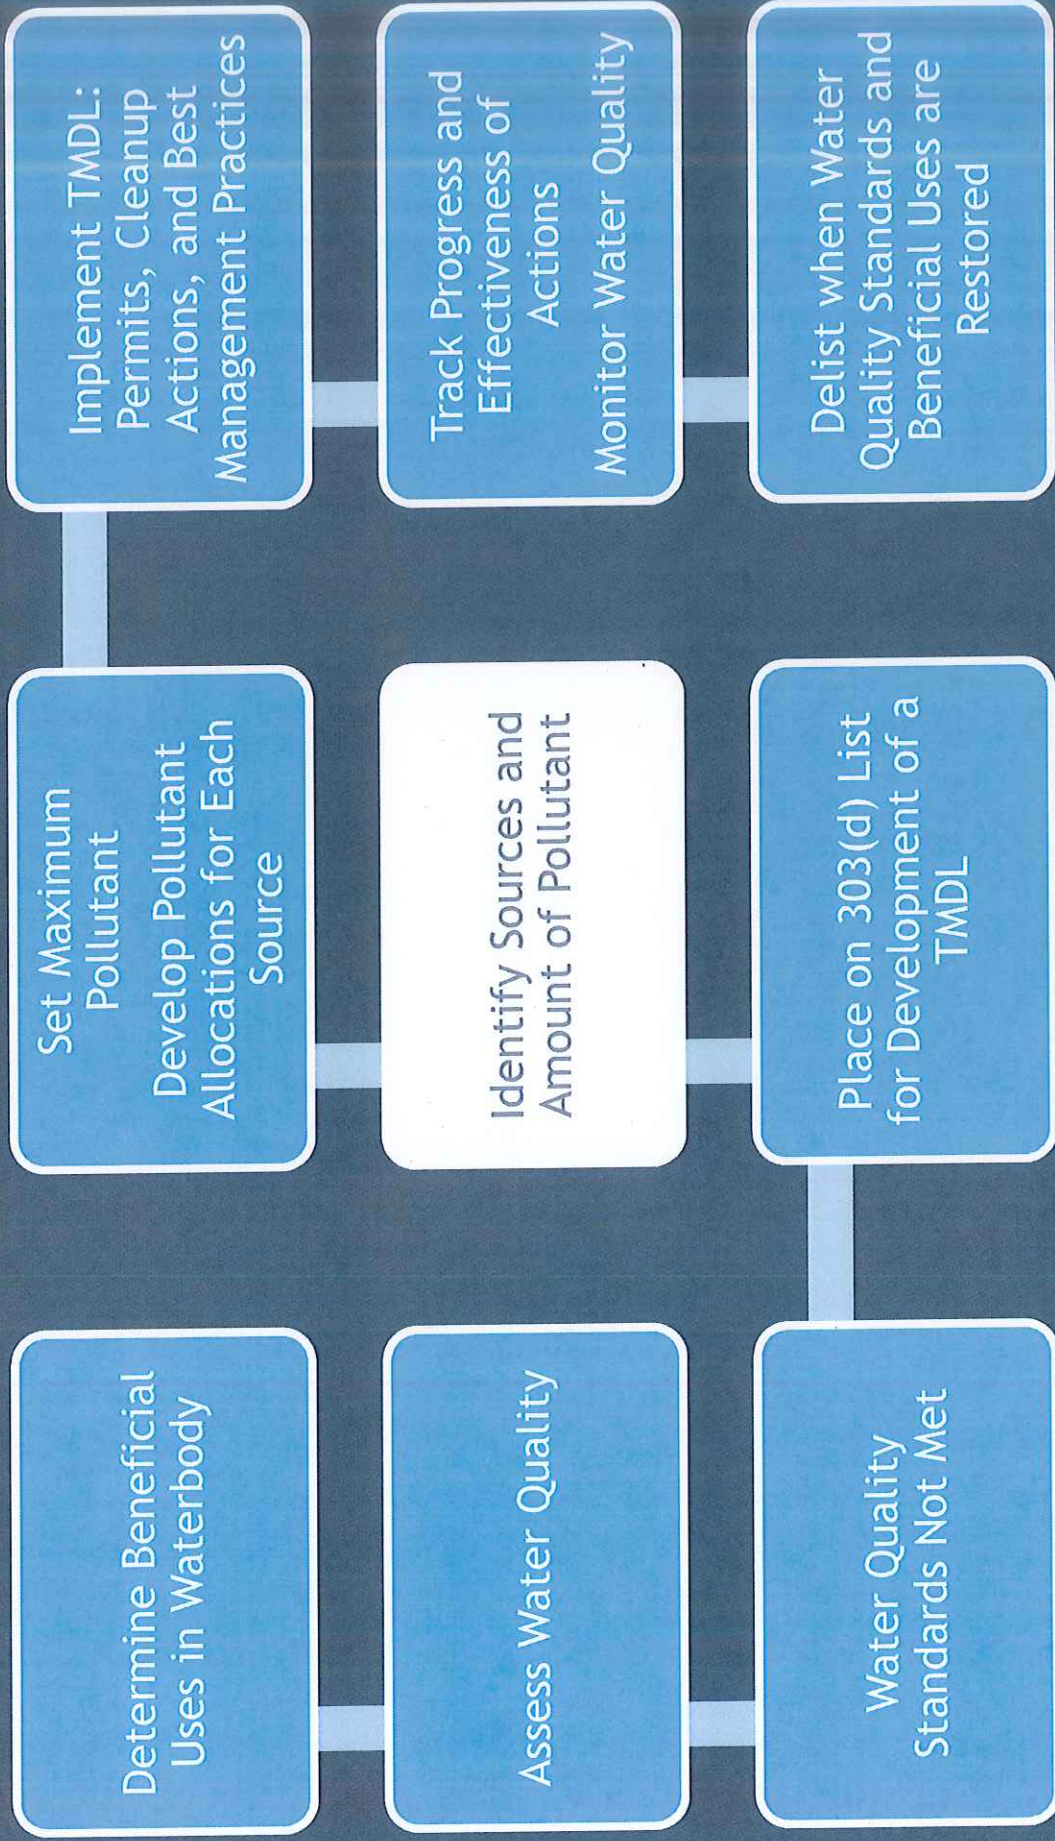 Determine Beneficial
Uses in Waterbody
Assess Water Quality
Water Quality
Standards Not Met
Place on 303(d) List
for Development of a
TMDL
Identify Sources and
Amount of Pollutant
Set Maximum
Pollutant
Develop Pollutant
Allocations for Each
Source
Implement TMDL:
Permits, Cleanup
Actions, and Best
Management Practices
Track Progress and
Effectiveness of
Actions
Monitor Water Quality
Delist when Water
Quality Standards and
Beneficial Uses are
Restored